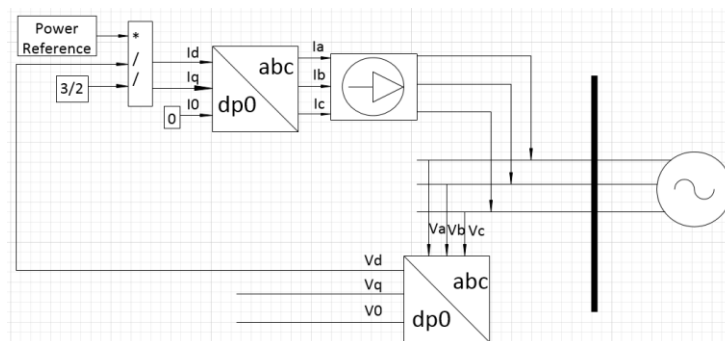 Power
Reference
*
/
/
3/2
Id
Iq
I0
0
abc
dp0
Ia
Ib
Ic
Va Vb Vc
Vd
Vq
V0
abc
dp0